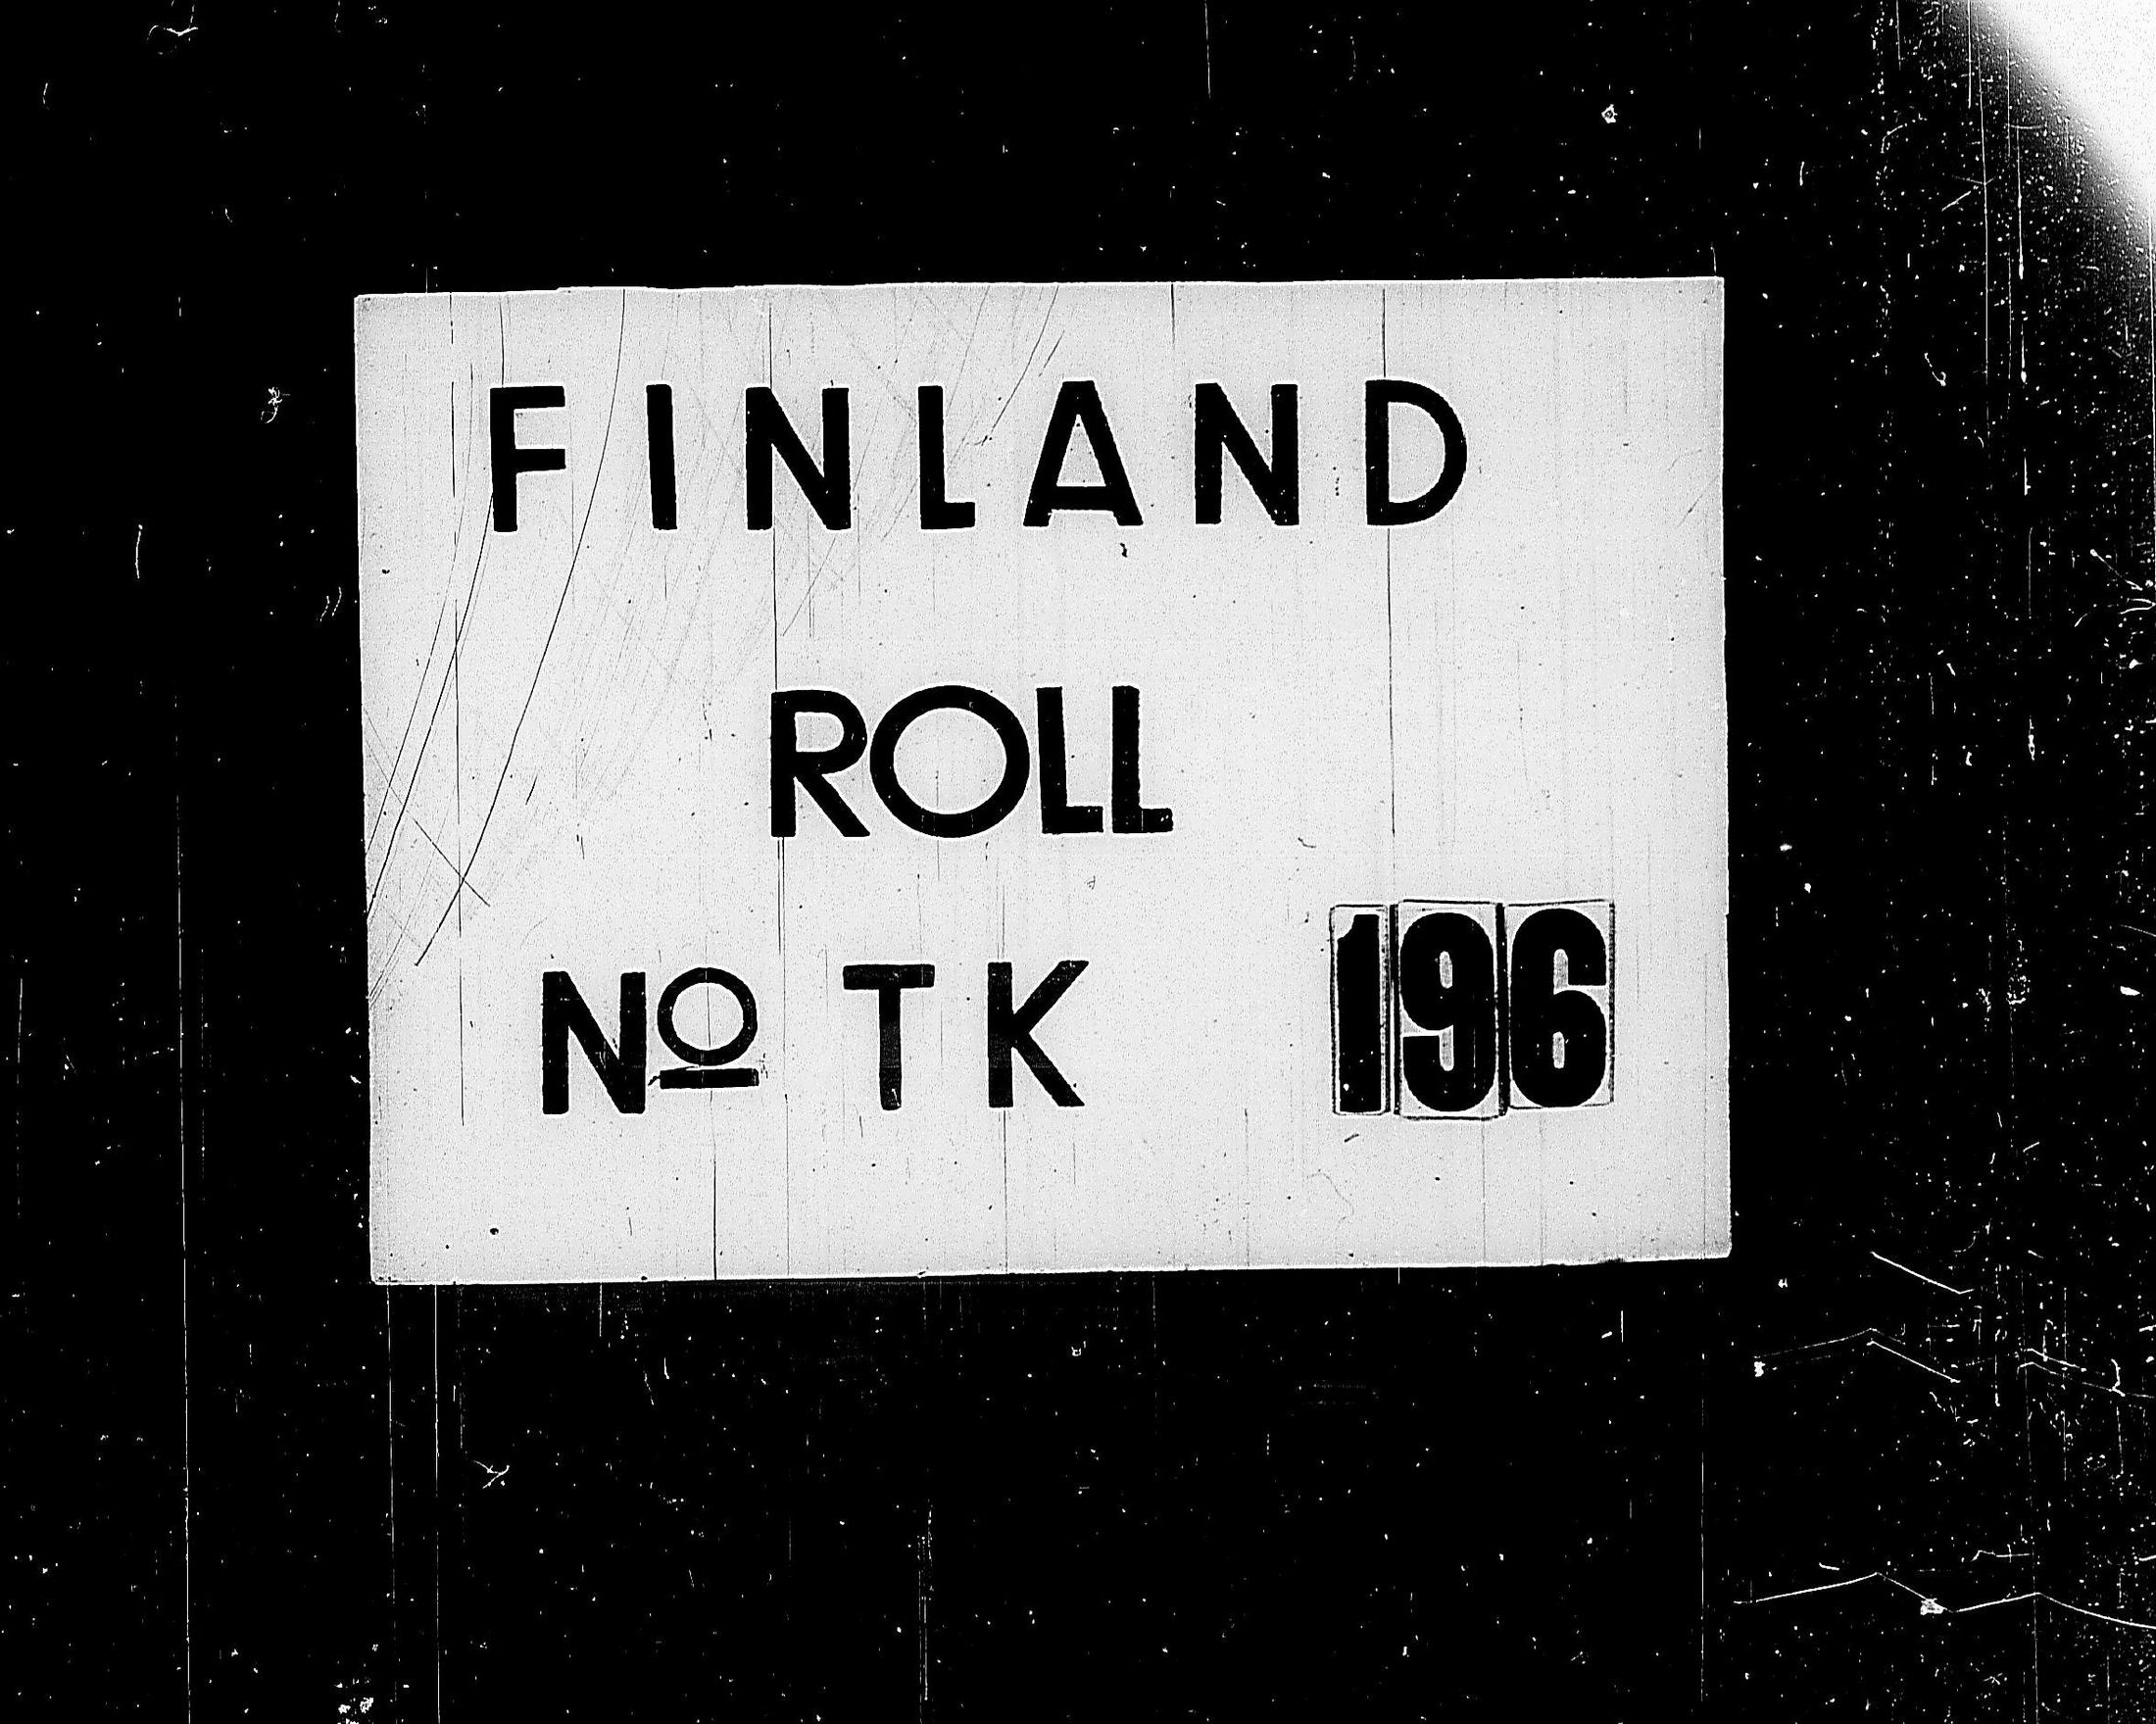 FINLAND
ROLL
Nº TK 196